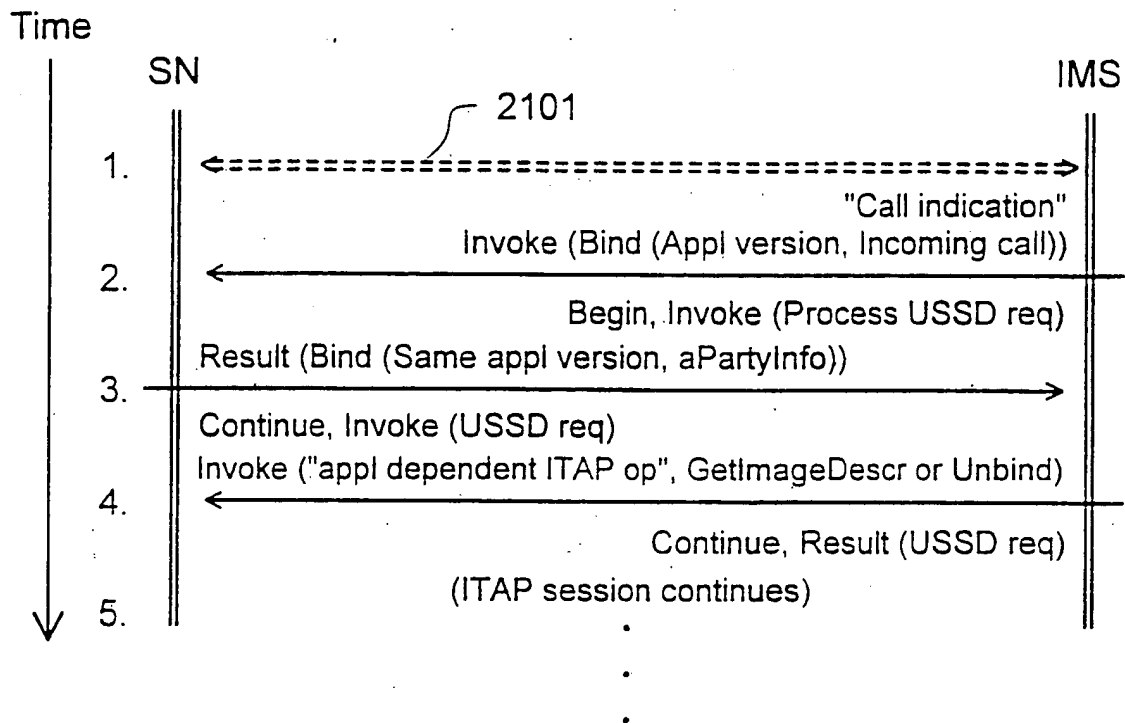 Time
SN
IMS
2101
1.
"Call indication"
Invoke (Bind (Appl version, Incoming call))
2.
Begin, Invoke (Process USSD req)
Result (Bind (Same appl version, aPartyInfo))
3.
Continue, Invoke (USSD req)
Invoke ("appl dependent ITAP op", GetImageDescr or Unbind)
4.
Continue, Result (USSD req)
(ITAP session continues)
5.